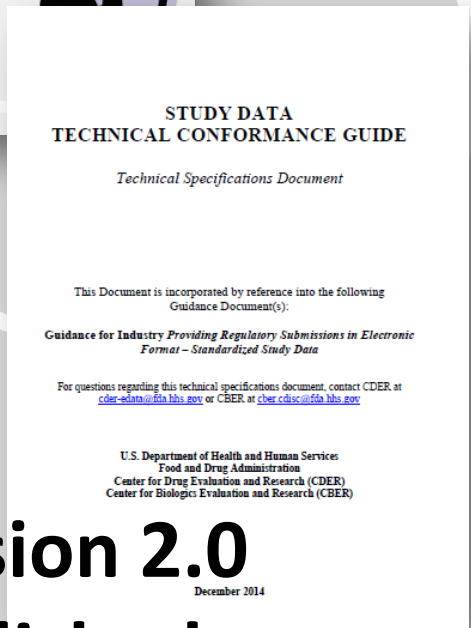 STUDY DATA
TECHNICAL CONFORMANCE GUIDE
Technical Specifications Document
This Document is incorporated by reference into the following
Guidance Document(s):
Guidance for Industry Providing Regulatory Submissions in Electronic
Format – Standardized Study Data
For questions regarding this technical specifications document, contact CDER at
cder-edata@fda.hhs.gov or CBER at cber.cdisc@fda.hhs.gov
U.S. Department of Health and Human Services
Food and Drug Administration
Center for Drug Evaluation and Research (CDER)
Center for Biologics Evaluation and Research (CBER)
sion 2.0
December 2014